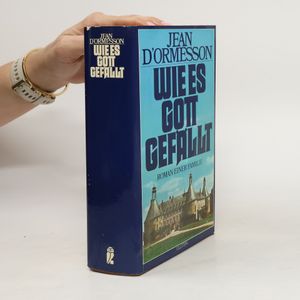 JEAN
D'ORMESSON
WIE ES
GOTT
GEFÄLLT
JEAN
D'ORMESSON
WIE ES
GOTT
GEFÄLLT
ROMAN EINER FAMILIE